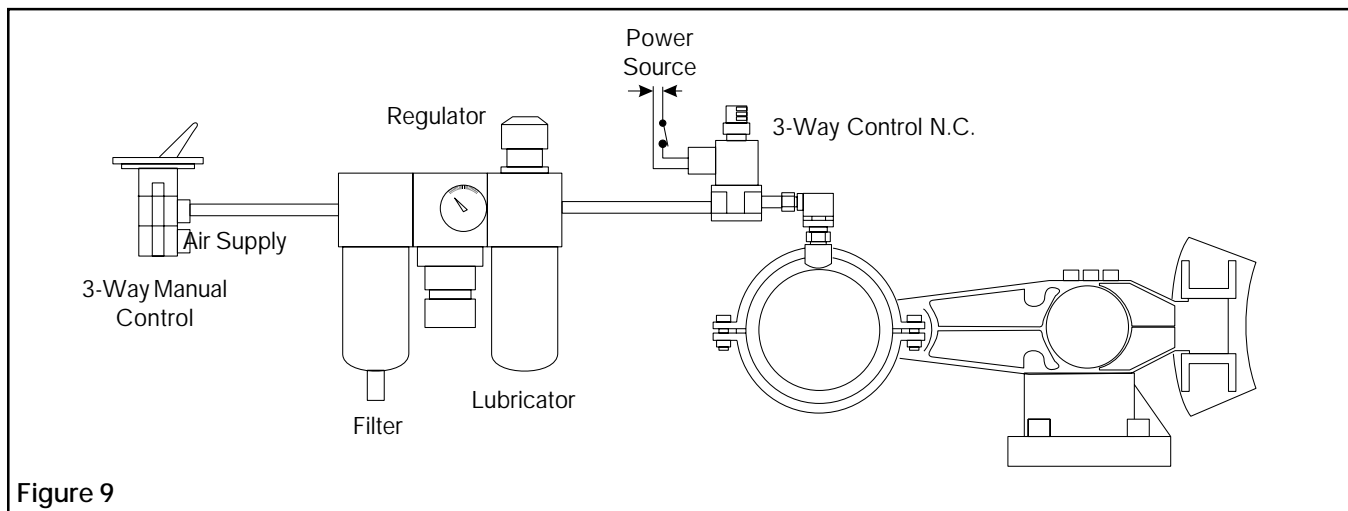 Power
Source
Regulator
3-Way Control N.C.
Air Supply
3-Way Manual
Control
Lubricator
Filter
Figure 9